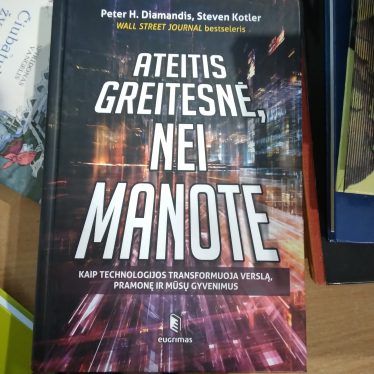 Peter H. Diamandis, Steven Kotler
WALL STREET JOURNAL bestseleris
ATEITIS
GREITESNĖ,
NEI
MANOTE
KAIP TECHNOLOGIJOS TRANSFORMUOJA VERSLĄ,
PRAMONĘ IR MŪSŲ GYVENIMUS
eugrimas